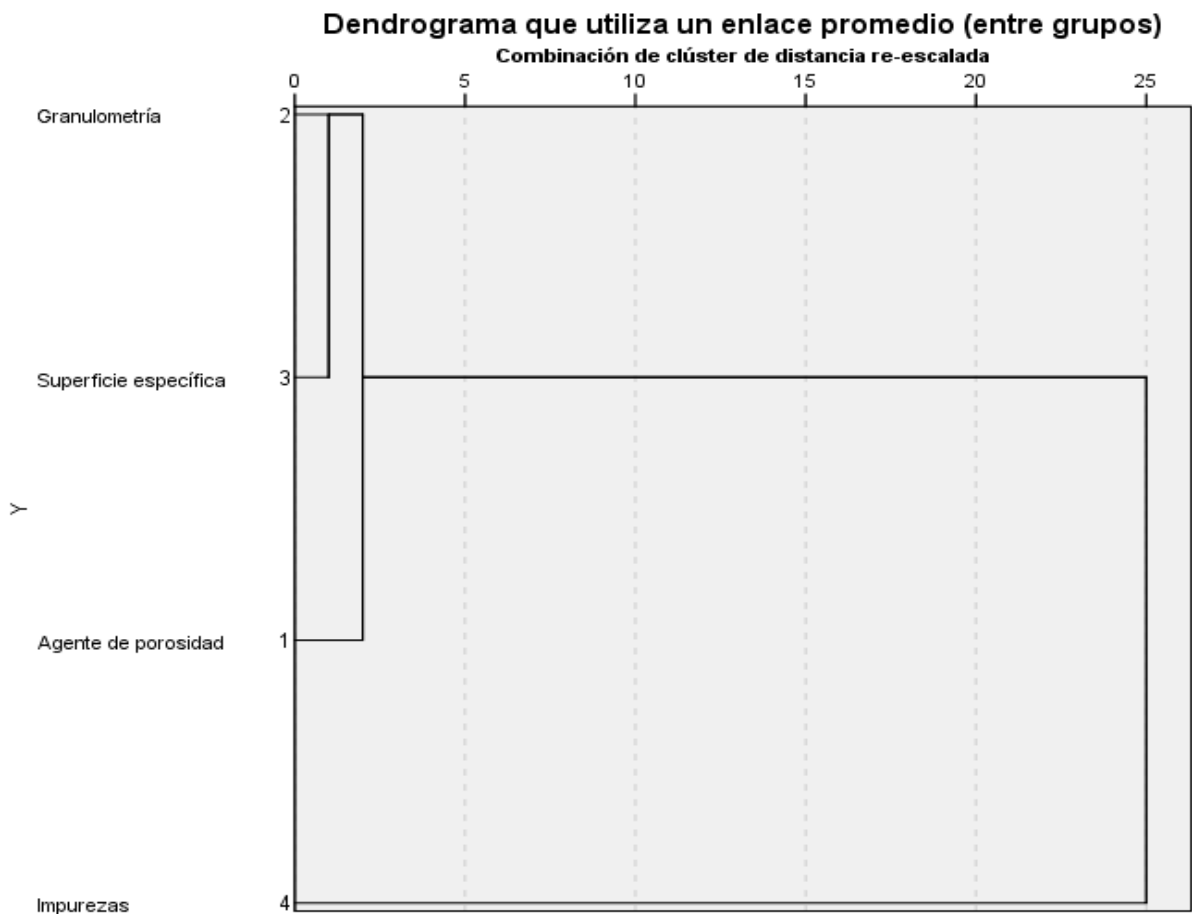 Dendrograma que utiliza un enlace promedio (entre grupos)
Combinación de clúster de distancia re-escalada
0 5 10 15 20 25
Granulometría 2
Superficie específica 3
Y
Agente de porosidad 1
Impurezas 4